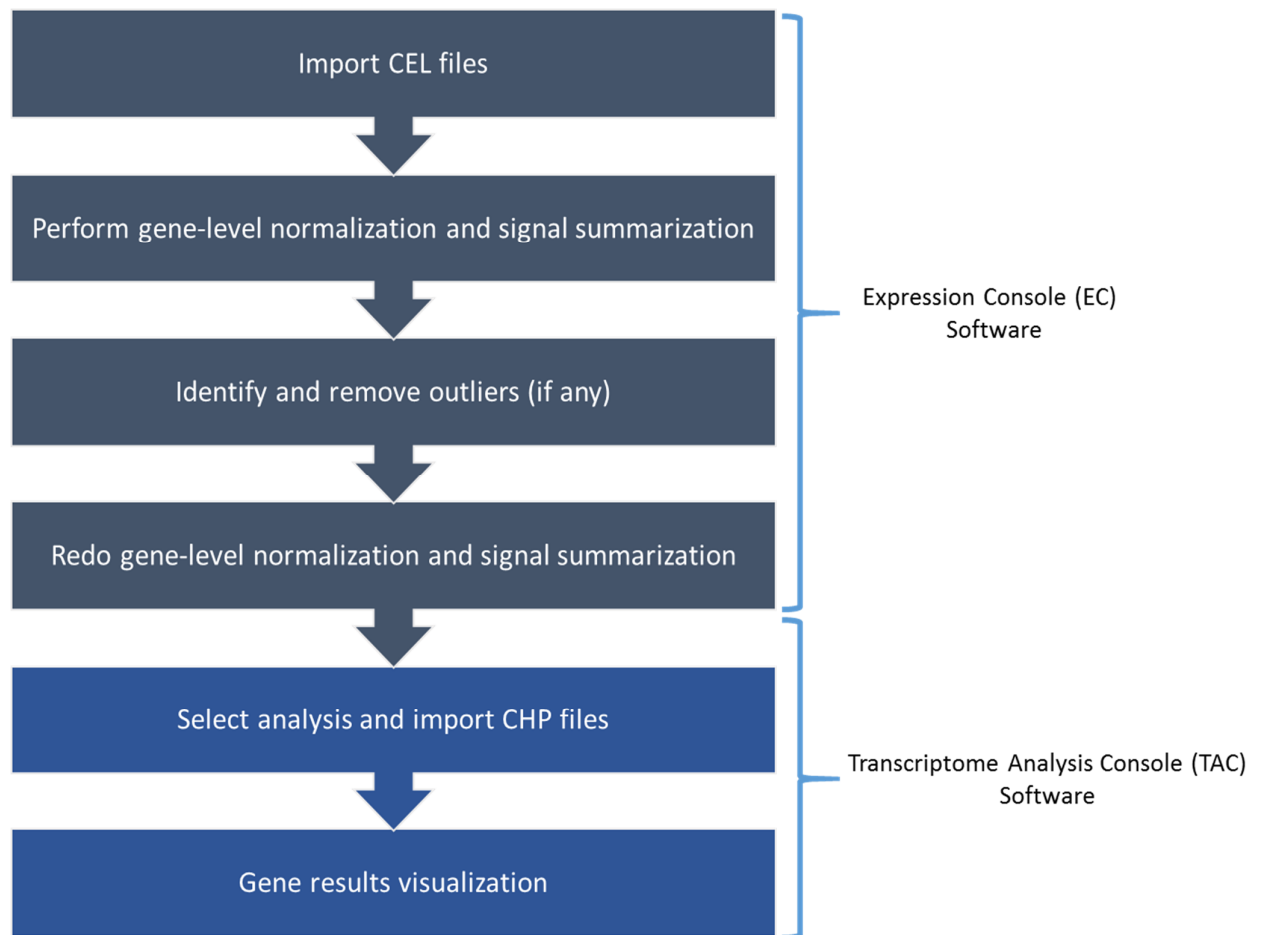 Import CEL files
Perform gene-level normalization and signal summarization
Identify and remove outliers (if any)
Redo gene-level normalization and signal summarization
Expression Console (EC)
Software
Select analysis and import CHP files
Gene results visualization
Transcriptome Analysis Console (TAC)
Software